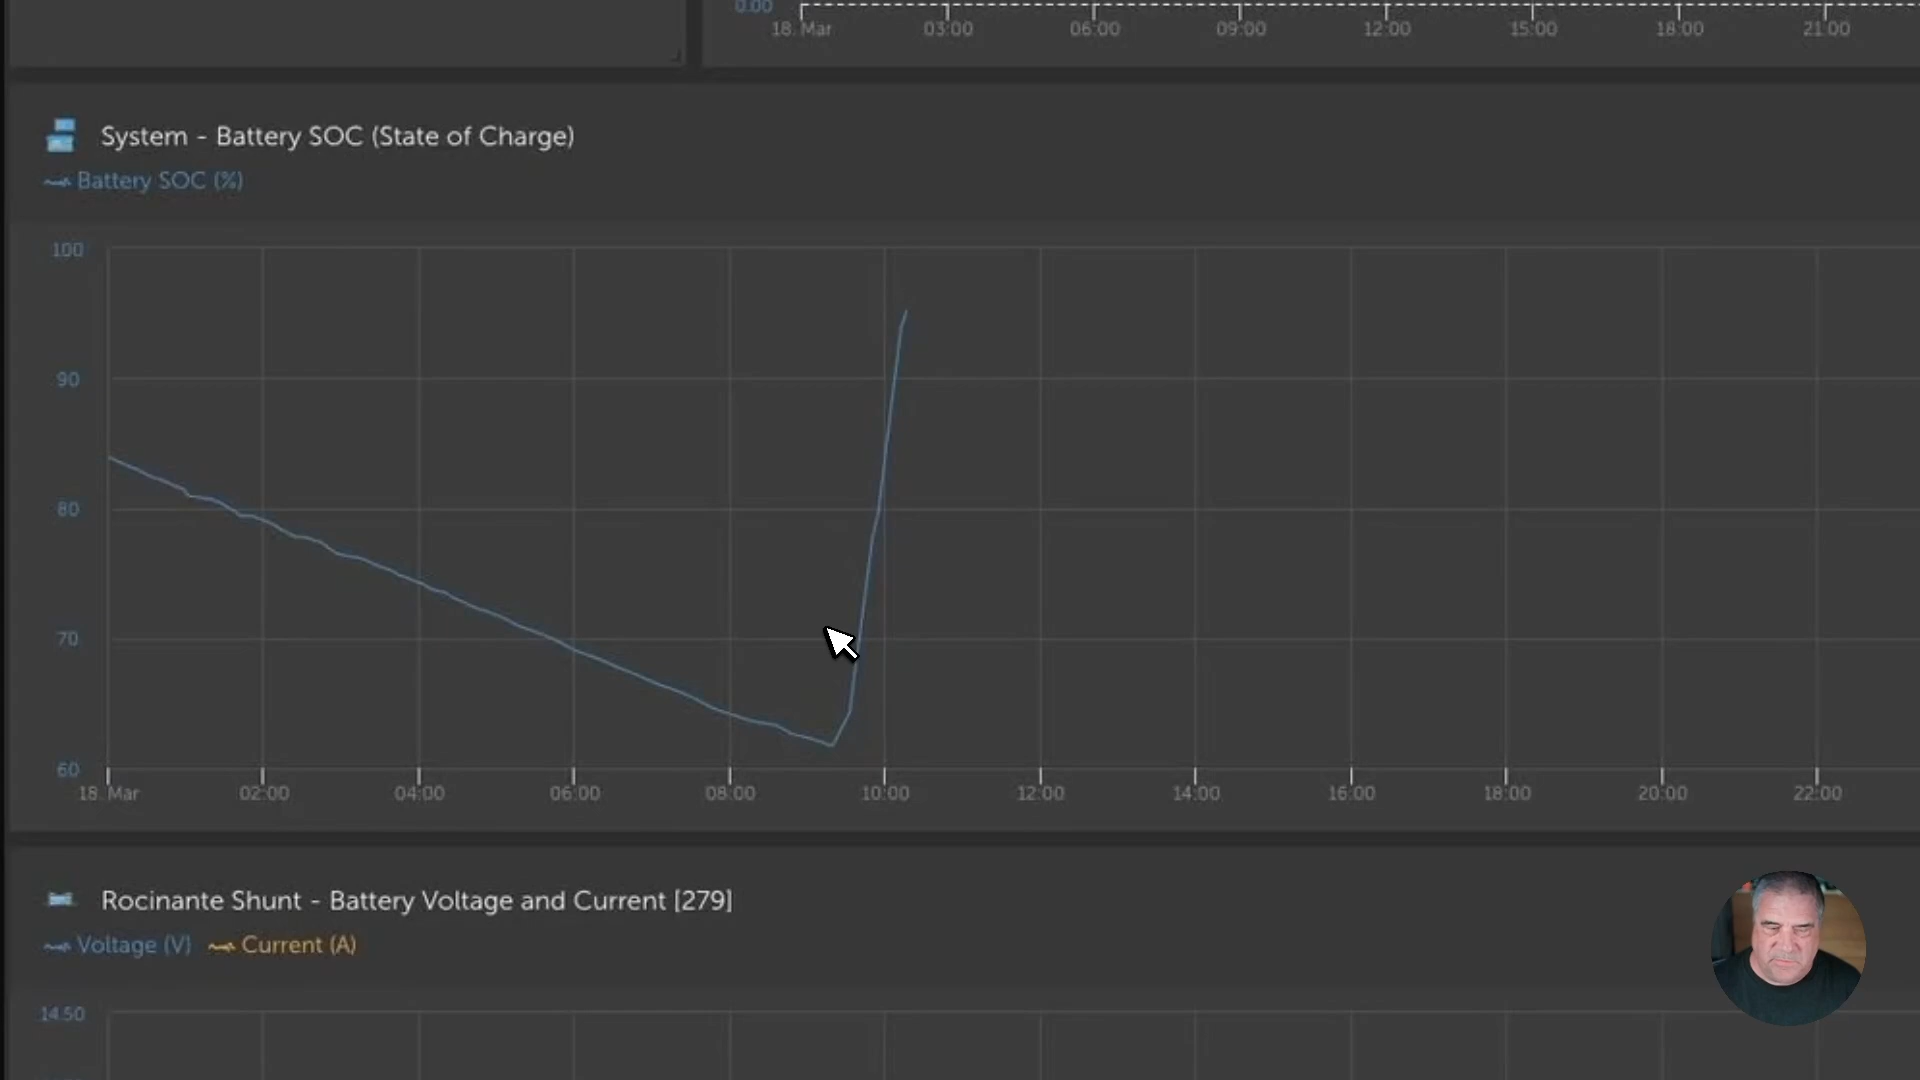 0.00
18. Mar 03:00 06:00 09:00 12:00 15:00 18:00 21:00
System - Battery SOC (State of Charge)
Battery SOC (%)
100
90
80
70
60
18. Mar 02:00 04:00 06:00 08:00 10:00 12:00 14:00 16:00 18:00 20:00 22:00
Rocinante Shunt - Battery Voltage and Current [279]
Voltage (V) Current (A)
14.50